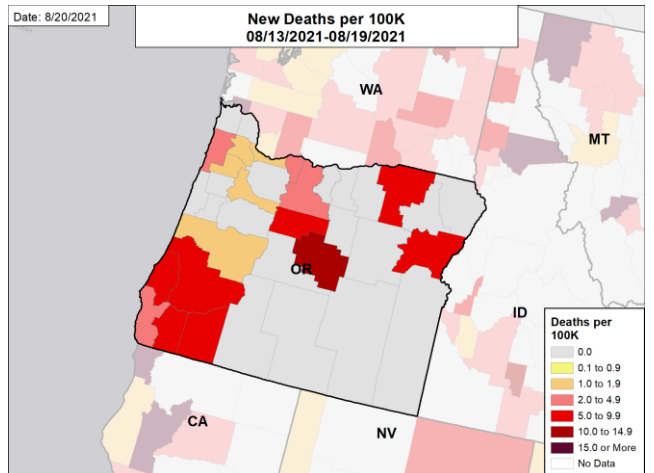 Date: 8/20/2021
New Deaths per 100K
08/13/2021-08/19/2021
WA
MT
OR
ID
CA
NV
Deaths per
100K
0.0
0.1 to 0.9
1.0 to 1.9
2.0 to 4.9
5.0 to 9.9
10.0 to 14.9
15.0 or More
No Data